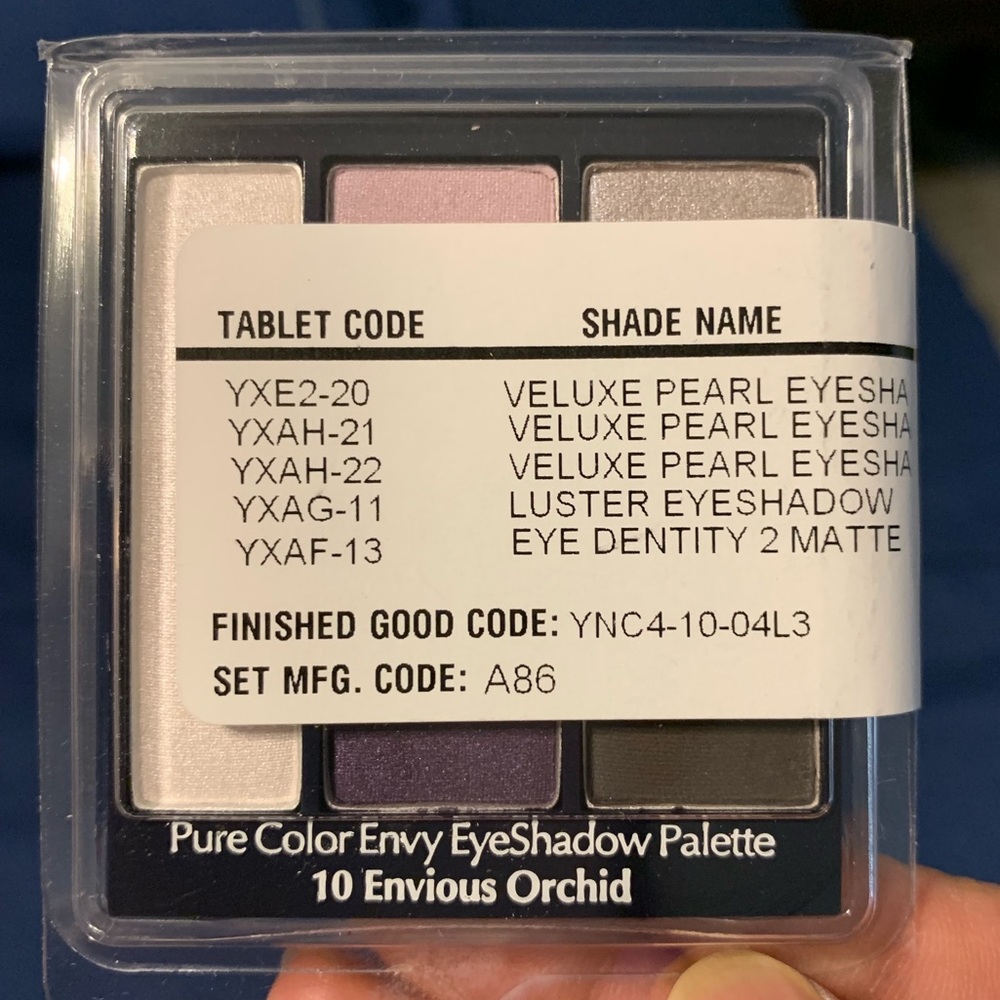 TABLET CODE SHADE NAME
YXE2-20 VELUXE PEARL EYESHA
YXAH-21 VELUXE PEARL EYESHA
YXAH-22 VELUXE PEARL EYESHA
YXAG-11 LUSTER EYESHADOW
YXAF-13 EYE DENTITY 2 MATTE
FINISHED GOOD CODE: YNC4-10-04L3
SET MFG. CODE: A86
Pure Color Envy EyeShadow Palette
10 Envious Orchid